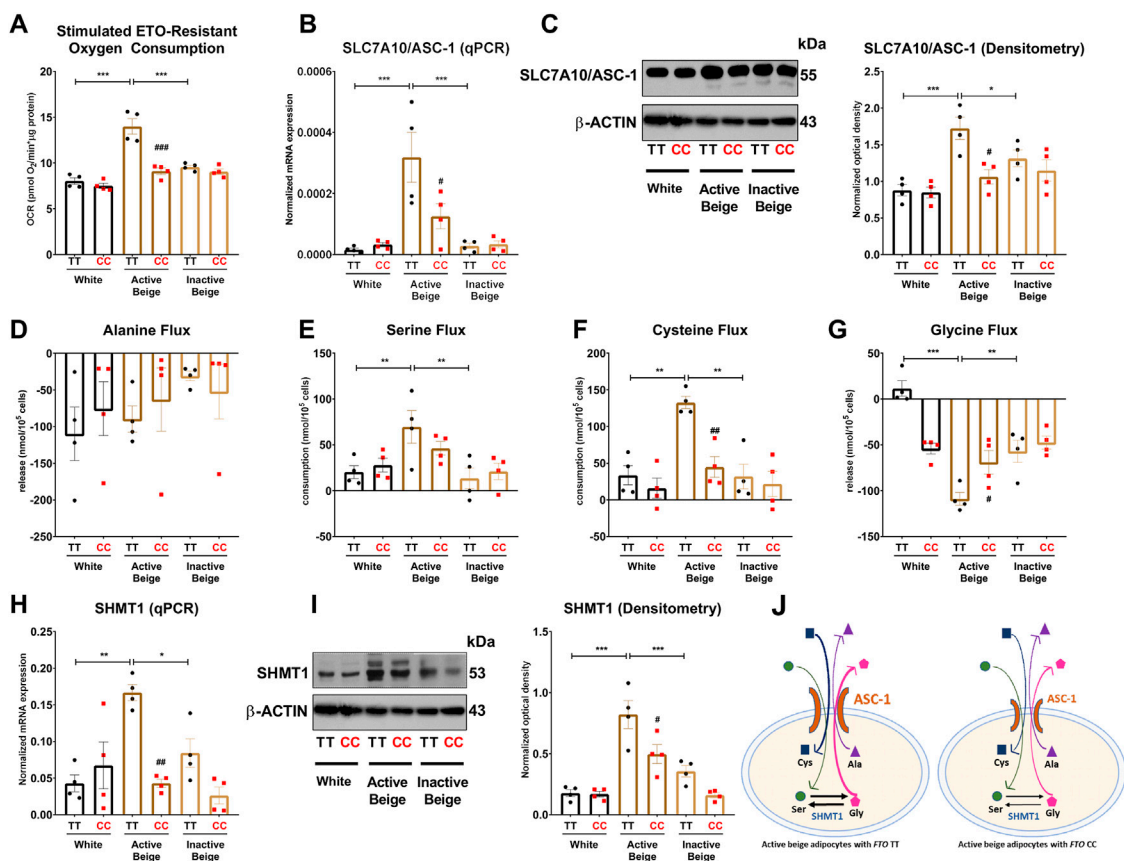 A
Stimulated ETO-Resistant
Oxygen Consumption
OCR (pmol O2/min*µg protein)
20
15
10
5
0
***
***
###
TT CC TT CC TT CC
White
Active
Beige
Inactive
Beige
B
SLC7A10/ASC-1 (qPCR)
Normalized mRNA expression
0.0006
0.0004
0.0002
0.0000
***
***
#
TT CC TT CC TT CC
White
Active
Beige
Inactive
Beige
C
kDa
SLC7A10/ASC-1
55
β-ACTIN
43
TT CC TT CC TT CC
White
Active
Beige
Inactive
Beige
SLC7A10/ASC-1 (Densitometry)
Normalized optical density
2.5
2.0
1.5
1.0
0.5
0.0
***
*
#
TT CC TT CC TT CC
White
Active
Beige
Inactive
Beige
D
Alanine Flux
release (nmol/10⁵ cells)
0
-50
-100
-150
-200
-250
TT CC TT CC TT CC
White
Active
Beige
Inactive
Beige
E
Serine Flux
consumption (nmol/10⁵ cells)
150
100
50
0
-50
**
**
TT CC TT CC TT CC
White
Active
Beige
Inactive
Beige
F
Cysteine Flux
consumption (nmol/10⁵ cells)
200
150
100
50
0
-50
**
**
##
TT CC TT CC TT CC
White
Active
Beige
Inactive
Beige
G
Glycine Flux
release (nmol/10⁵ cells)
50
0
-50
-100
-150
***
**
#
TT CC TT CC TT CC
White
Active
Beige
Inactive
Beige
H
SHMT1 (qPCR)
Normalized mRNA expression
0.25
0.20
0.15
0.10
0.05
0.00
**
*
##
TT CC TT CC TT CC
White
Active
Beige
Inactive
Beige
I
kDa
SHMT1
53
β-ACTIN
43
TT CC TT CC TT CC
White
Active
Beige
Inactive
Beige
SHMT1 (Densitometry)
Normalized optical density
1.5
1.0
0.5
0.0
***
***
#
TT CC TT CC TT CC
White
Active
Beige
Inactive
Beige
J
ASC-1
Cys
Ala
Ser
SHMT1
Gly
Active beige adipocytes with FTO TT
ASC-1
Cys
Ala
Ser
SHMT1
Gly
Active beige adipocytes with FTO CC